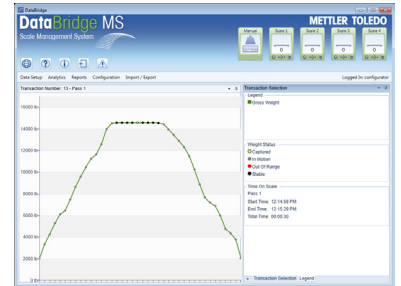 DataBridge
DataBridge MS
Scale Management System
METTLER TOLEDO
Manual
Scale 1
Scale 2
Scale 3
Scale 4
0
0
0
0
Data Setup Analytics Reports Configuration Import / Export
Logged In: configurator
Transaction Number: 13 - Pass 1
Transaction Selection
Legend
Gross Weight
16000 lb
14000 lb
12000 lb
10000 lb
8000 lb
6000 lb
4000 lb
2000 lb
0 lb
Weight Status
Captured
In Motion
Out Of Range
Stable
Time On Scale
Pass 1
Start Time 12:14:58 PM
End Time 12:15:29 PM
Total Time 00:00:30
Transaction Selection Legend